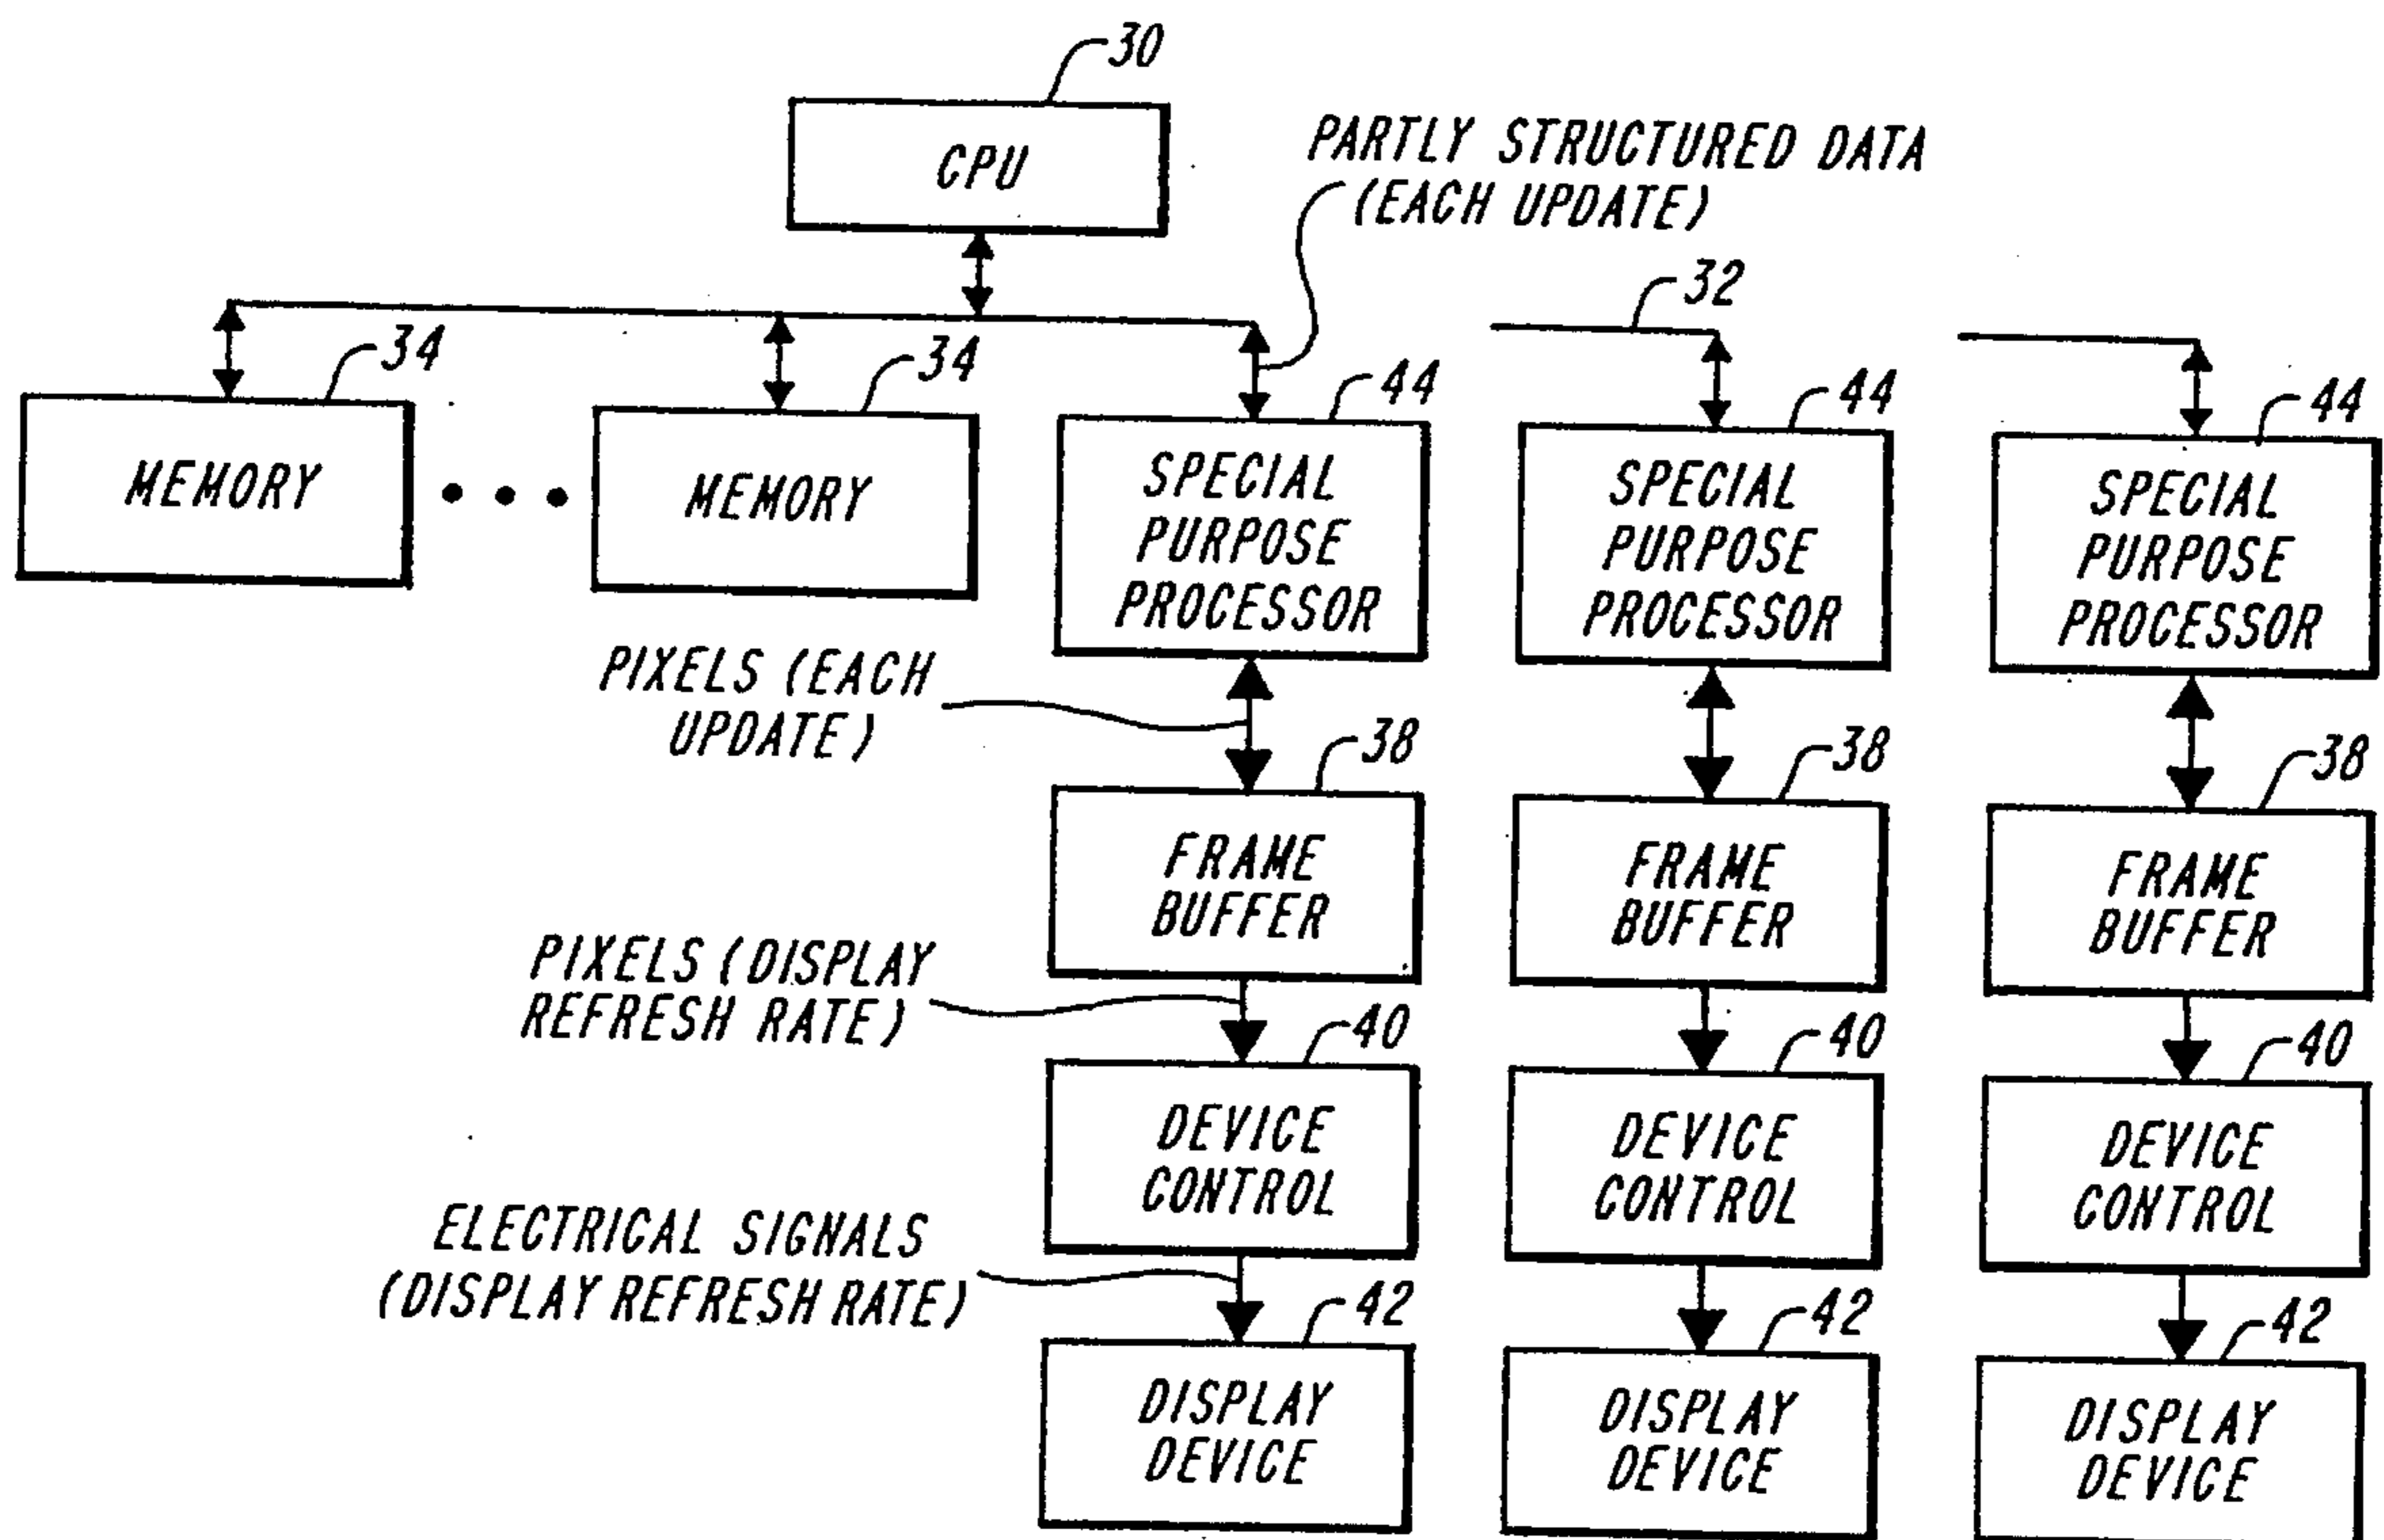 30
CPU
PARTLY STRUCTURED DATA
(EACH UPDATE)
32
34
34
44
44
44
MEMORY
MEMORY
SPECIAL
PURPOSE
PROCESSOR
SPECIAL
PURPOSE
PROCESSOR
SPECIAL
PURPOSE
PROCESSOR
PIXELS (EACH
UPDATE)
38
38
38
FRAME
BUFFER
FRAME
BUFFER
FRAME
BUFFER
PIXELS (DISPLAY
REFRESH RATE)
40
40
40
DEVICE
CONTROL
DEVICE
CONTROL
DEVICE
CONTROL
ELECTRICAL SIGNALS
(DISPLAY REFRESH RATE)
42
42
42
DISPLAY
DEVICE
DISPLAY
DEVICE
DISPLAY
DEVICE